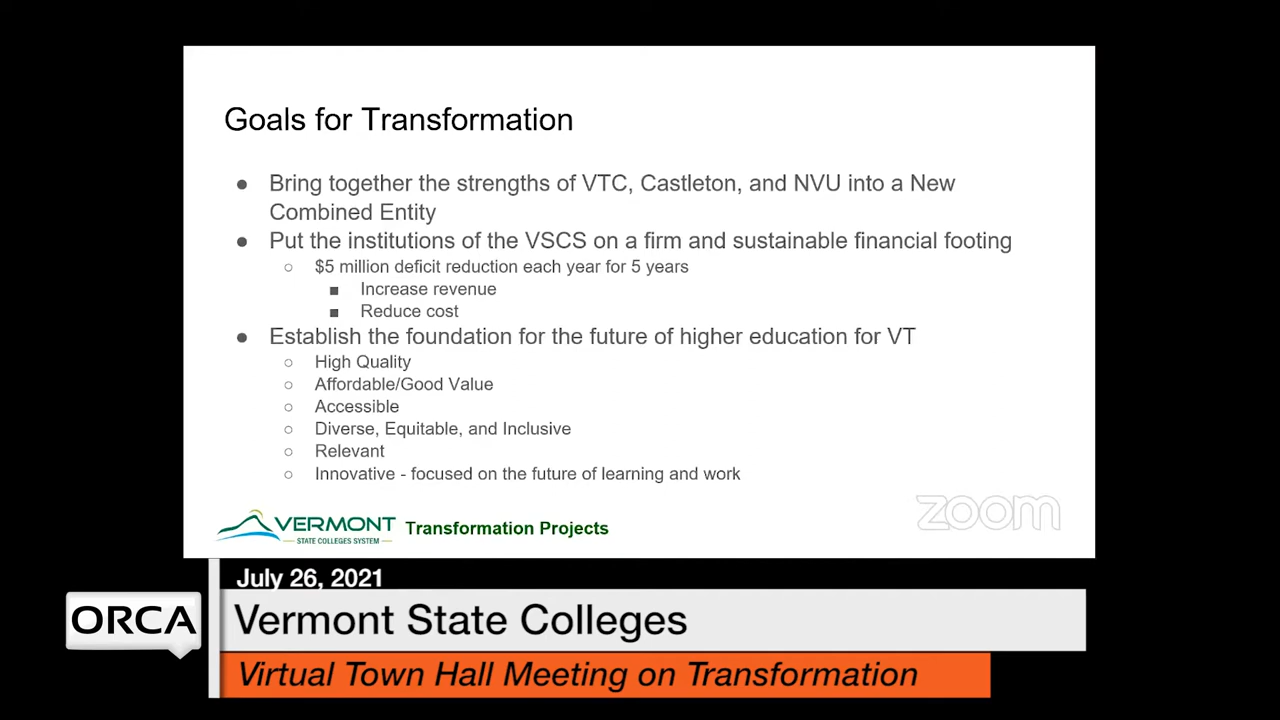 Goals for Transformation
● Bring together the strengths of VTC, Castleton, and NVU into a New
Combined Entity
● Put the institutions of the VSCS on a firm and sustainable financial footing
○ $5 million deficit reduction each year for 5 years
■ Increase revenue
■ Reduce cost
● Establish the foundation for the future of higher education for VT
○ High Quality
○ Affordable/Good Value
○ Accessible
○ Diverse, Equitable, and Inclusive
○ Relevant
○ Innovative - focused on the future of learning and work
zoom
VERMONT
STATE COLLEGES SYSTEM
Transformation Projects
July 26, 2021
ORCA
Vermont State Colleges
Virtual Town Hall Meeting on Transformation